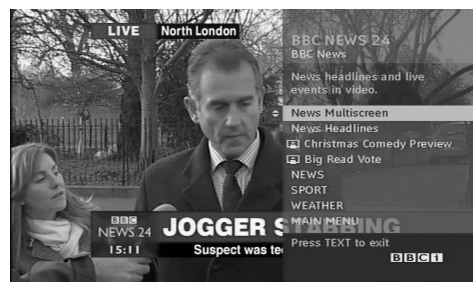 LIVE North London
BBC NEWS 24
BBC News
News headlines and live
events in video.
News Multiscreen
News Headlines
Christmas Comedy Preview
Big Read Vote
NEWS
SPORT
WEATHER
MAIN MENU
Press TEXT to exit
BBC 1
BBC
NEWS 24
15:11
JOGGER STABBING
Suspect was